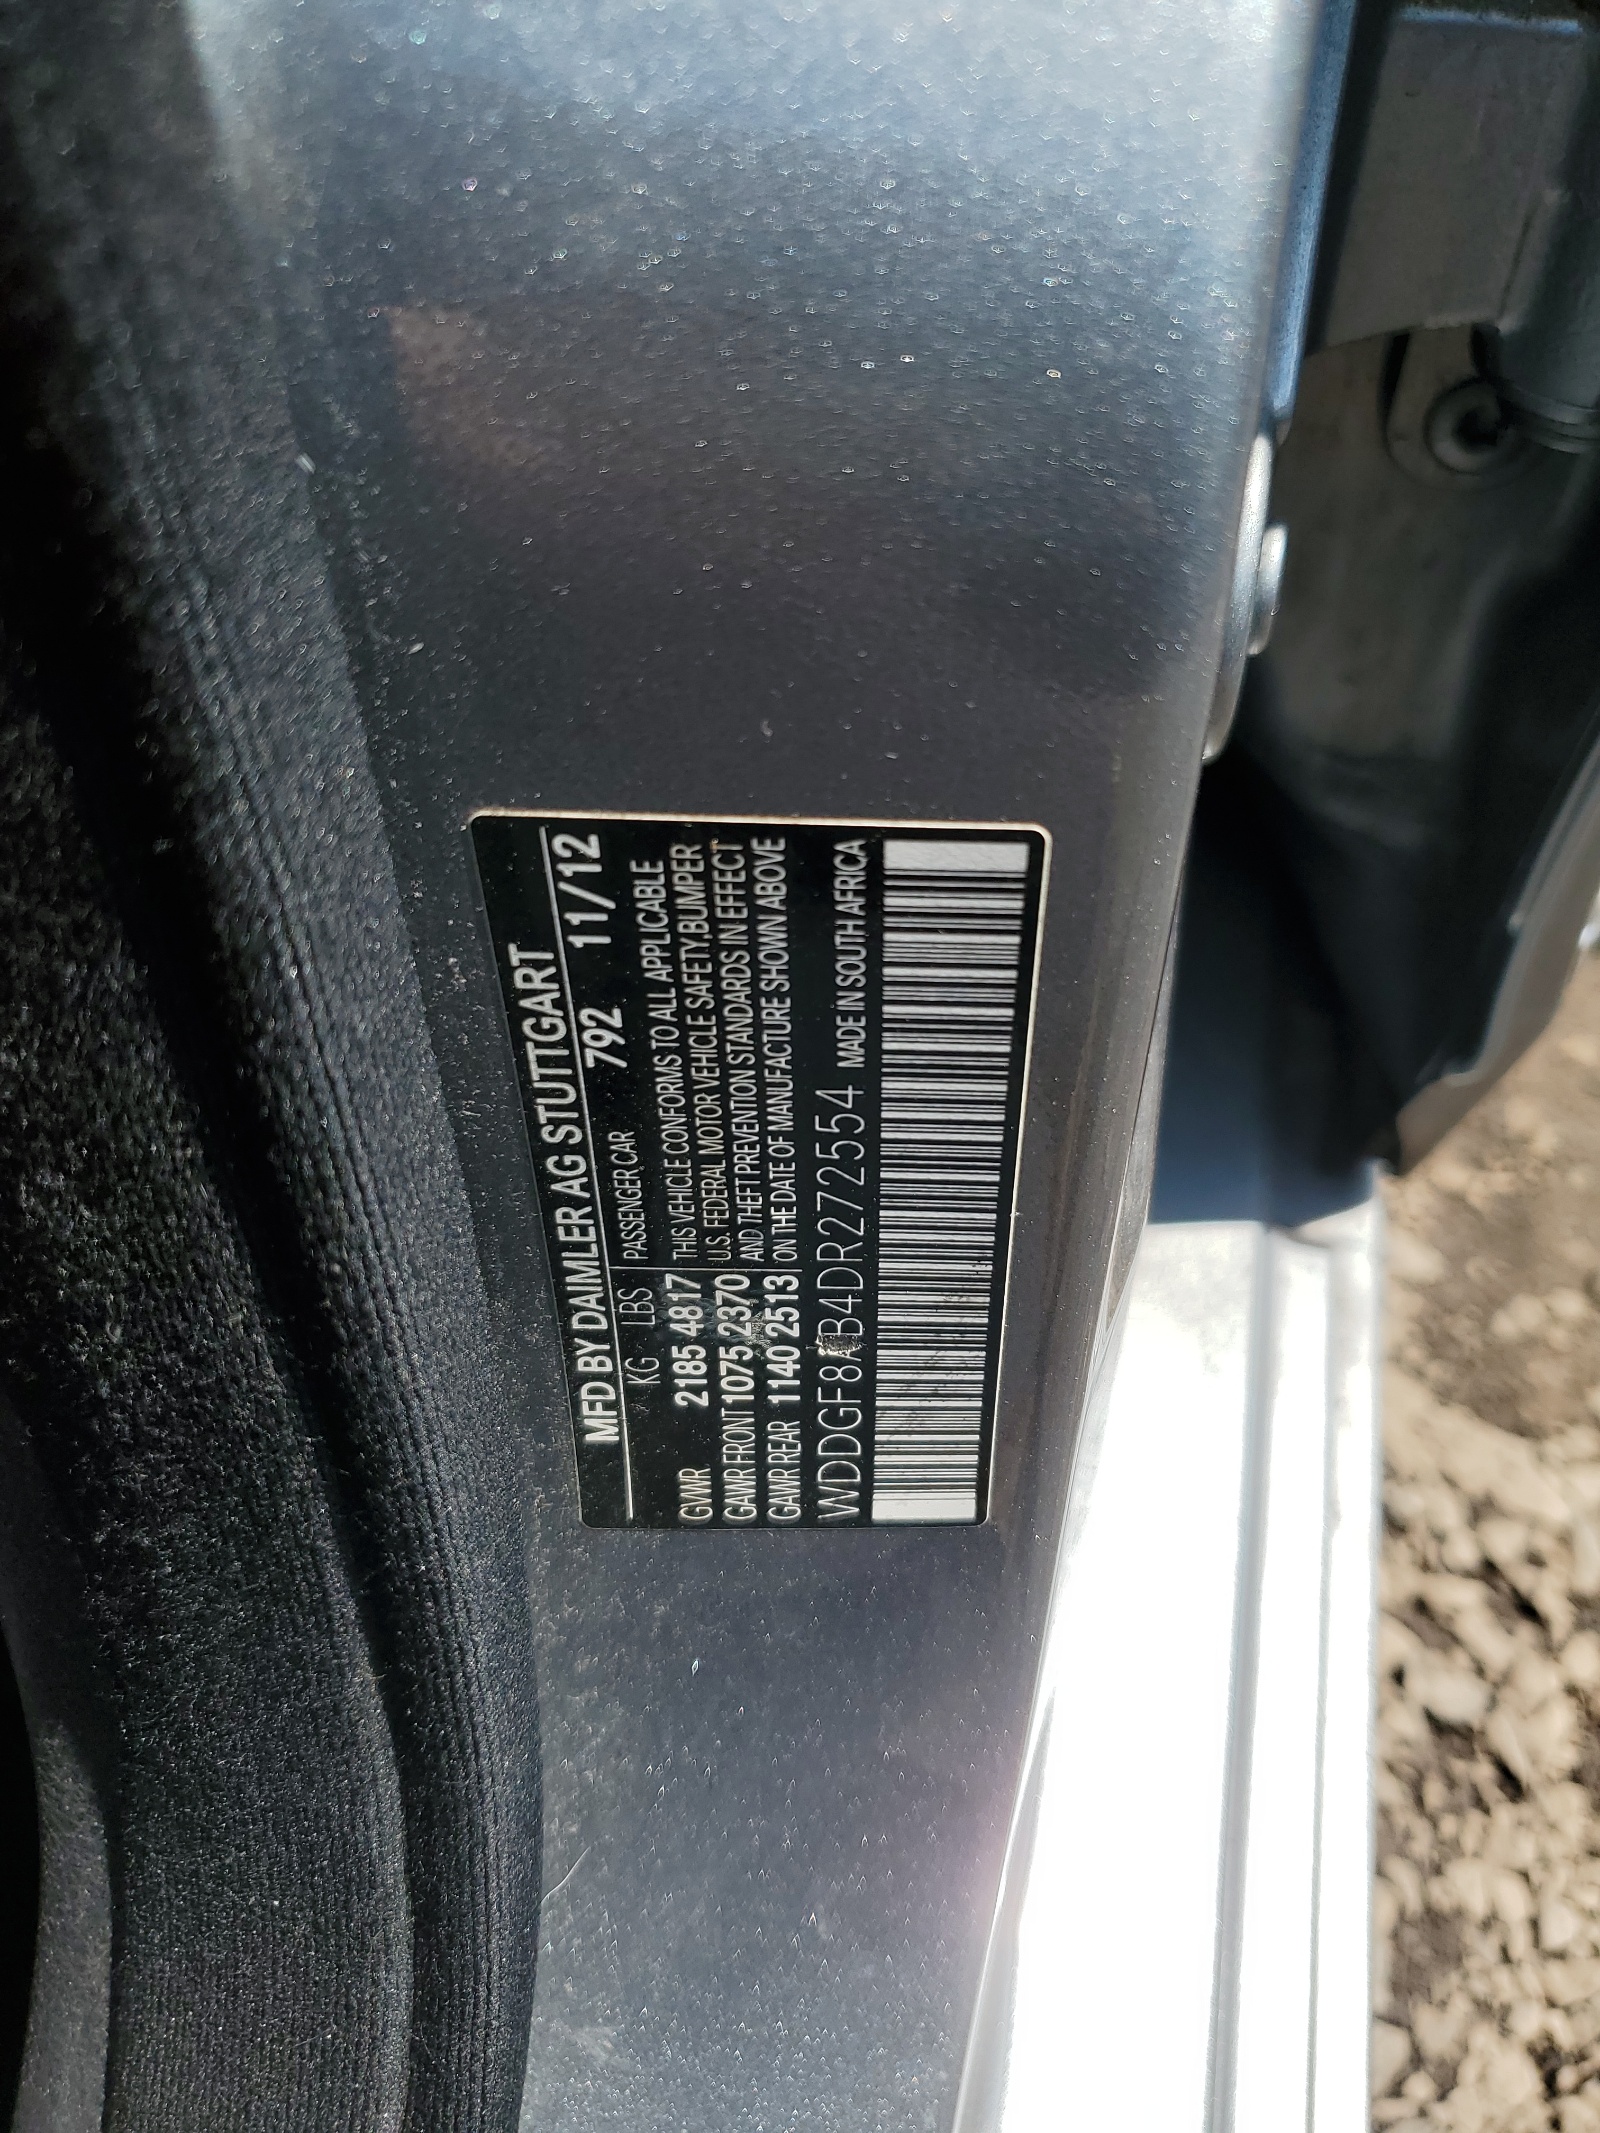 MFD BY DAIMLER AG STUTTGART
KG LBS PASSENGER CAR 792 11/12
GVWR 2185 4817 THIS VEHICLE CONFORMS TO ALL APPLICABLE
GAWR FRONT 1075 2370 U.S. FEDERAL MOTOR VEHICLE SAFETY,BUMPER
GAWR REAR 1140 2513 AND THEFT PREVENTION STANDARDS IN EFFECT
ON THE DATE OF MANUFACTURE SHOWN ABOVE
WDDGF8AB4DR272554 MADE IN SOUTH AFRICA